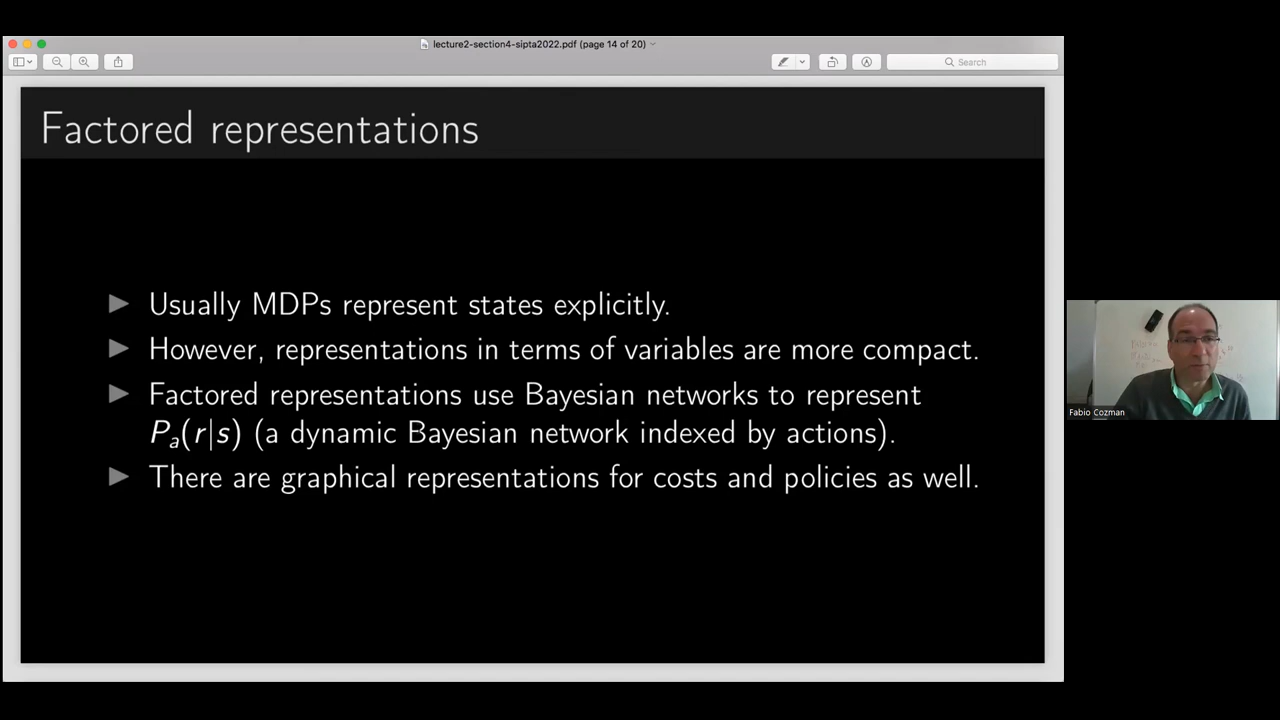 lecture2-section4-sipta2022.pdf (page 14 of 20)
Search
Factored representations
Usually MDPs represent states explicitly.
However, representations in terms of variables are more compact.
Factored representations use Bayesian networks to represent
Pa(r|s) (a dynamic Bayesian network indexed by actions).
There are graphical representations for costs and policies as well.
Fabio Cozman